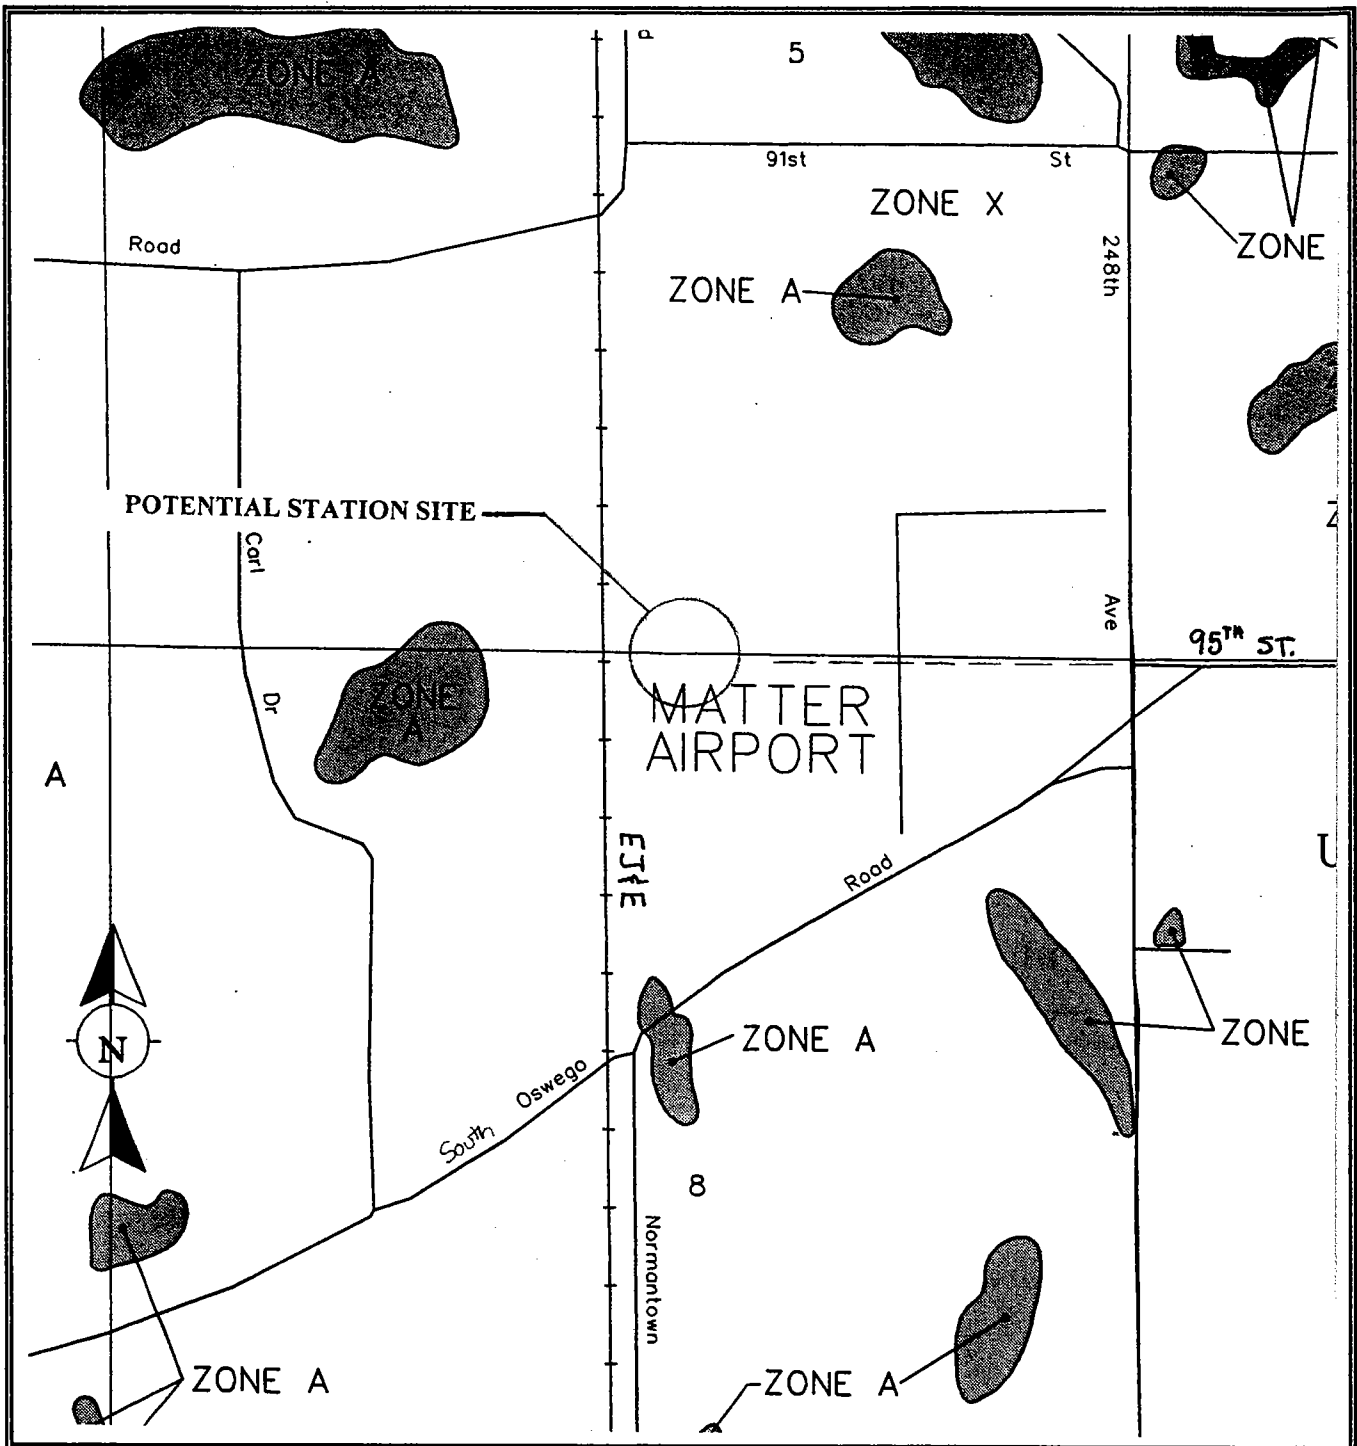 ZONE A
5
91st St
ZONE X
Road
248th
ZONE
ZONE A
POTENTIAL STATION SITE
Carl
Ave
95TH ST.
Dr
ZONE
A
MATTER
AIRPORT
A
EJ&E
U
Road
N
ZONE A
ZONE
Oswego
South
8
Normantown
ZONE A
ZONE A